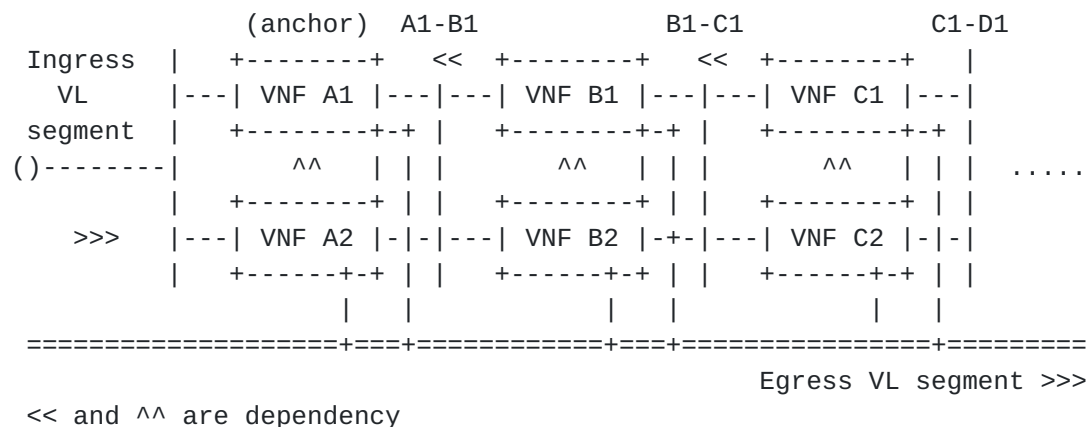 (anchor) A1-B1 B1-C1 C1-D1
Ingress | +--------+ << +--------+ << +--------+ |
VL |---| VNF A1 |---|---| VNF B1 |---|---| VNF C1 |---|
segment | +--------+-+ | +--------+-+ | +--------+-+ |
()--------| ^^ | | | ^^ | | | ^^ | | | .....
| +--------+ | | +--------+ | | +--------+ | |
>>> |---| VNF A2 |-|-|---| VNF B2 |-+-|---| VNF C2 |-|-|
| +------+-+ | | +------+-+ | | +------+-+ | |
| | | | | |
====================+===+============+===+================+=========
Egress VL segment >>>
<< and ^^ are dependency